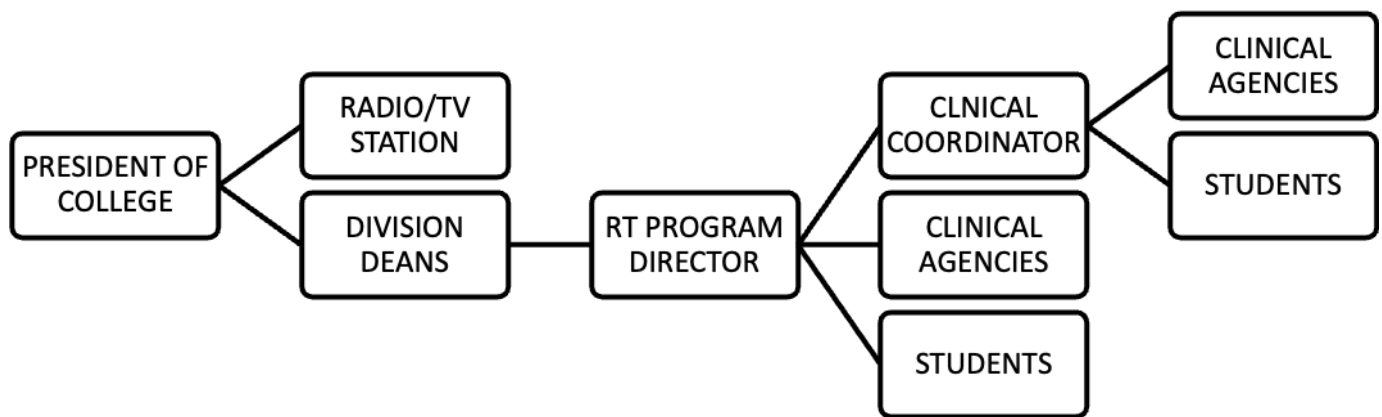 PRESIDENT OF
COLLEGE
RADIO/TV
STATION
DIVISION
DEANS
RT PROGRAM
DIRECTOR
CLNICAL
COORDINATOR
CLINICAL
AGENCIES
STUDENTS
CLINICAL
AGENCIES
STUDENTS